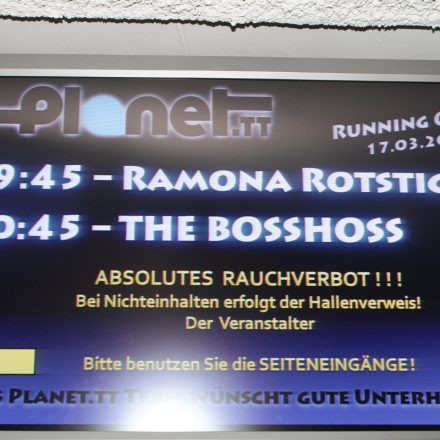 Planet.tt
RUNNING O
17.03.20
9:45 – RAMONA ROTSTIC
0:45 – THE BOSSHOSS
ABSOLUTES RAUCHVERBOT ! ! !
Bei Nichteinhalten erfolgt der Hallenverweis!
Der Veranstalter
Bitte benutzen Sie die SEITENEINGÄNGE!
S PLANET.TT TEAM WÜNSCHT GUTE UNTERH